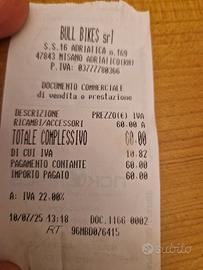 BULL BIKES srl
S.S.16 ADRIATICA n.169
47843 MISANO ADRIATICO(RN)
P.IVA: 03777780366
DOCUMENTO COMMERCIALE
di vendita o prestazione
DESCRIZIONE PREZZO(€) IVA
RICAMBI/ACCESSORI 60.00 A
TOTALE COMPLESSIVO 60.00
DI CUI IVA 10.82
PAGAMENTO CONTANTE 60.00
IMPORTO PAGATO 60.00
A: IVA 22.00%
10/07/25 13:18 DOC.1166-0002
RT 96MBD076415
subito